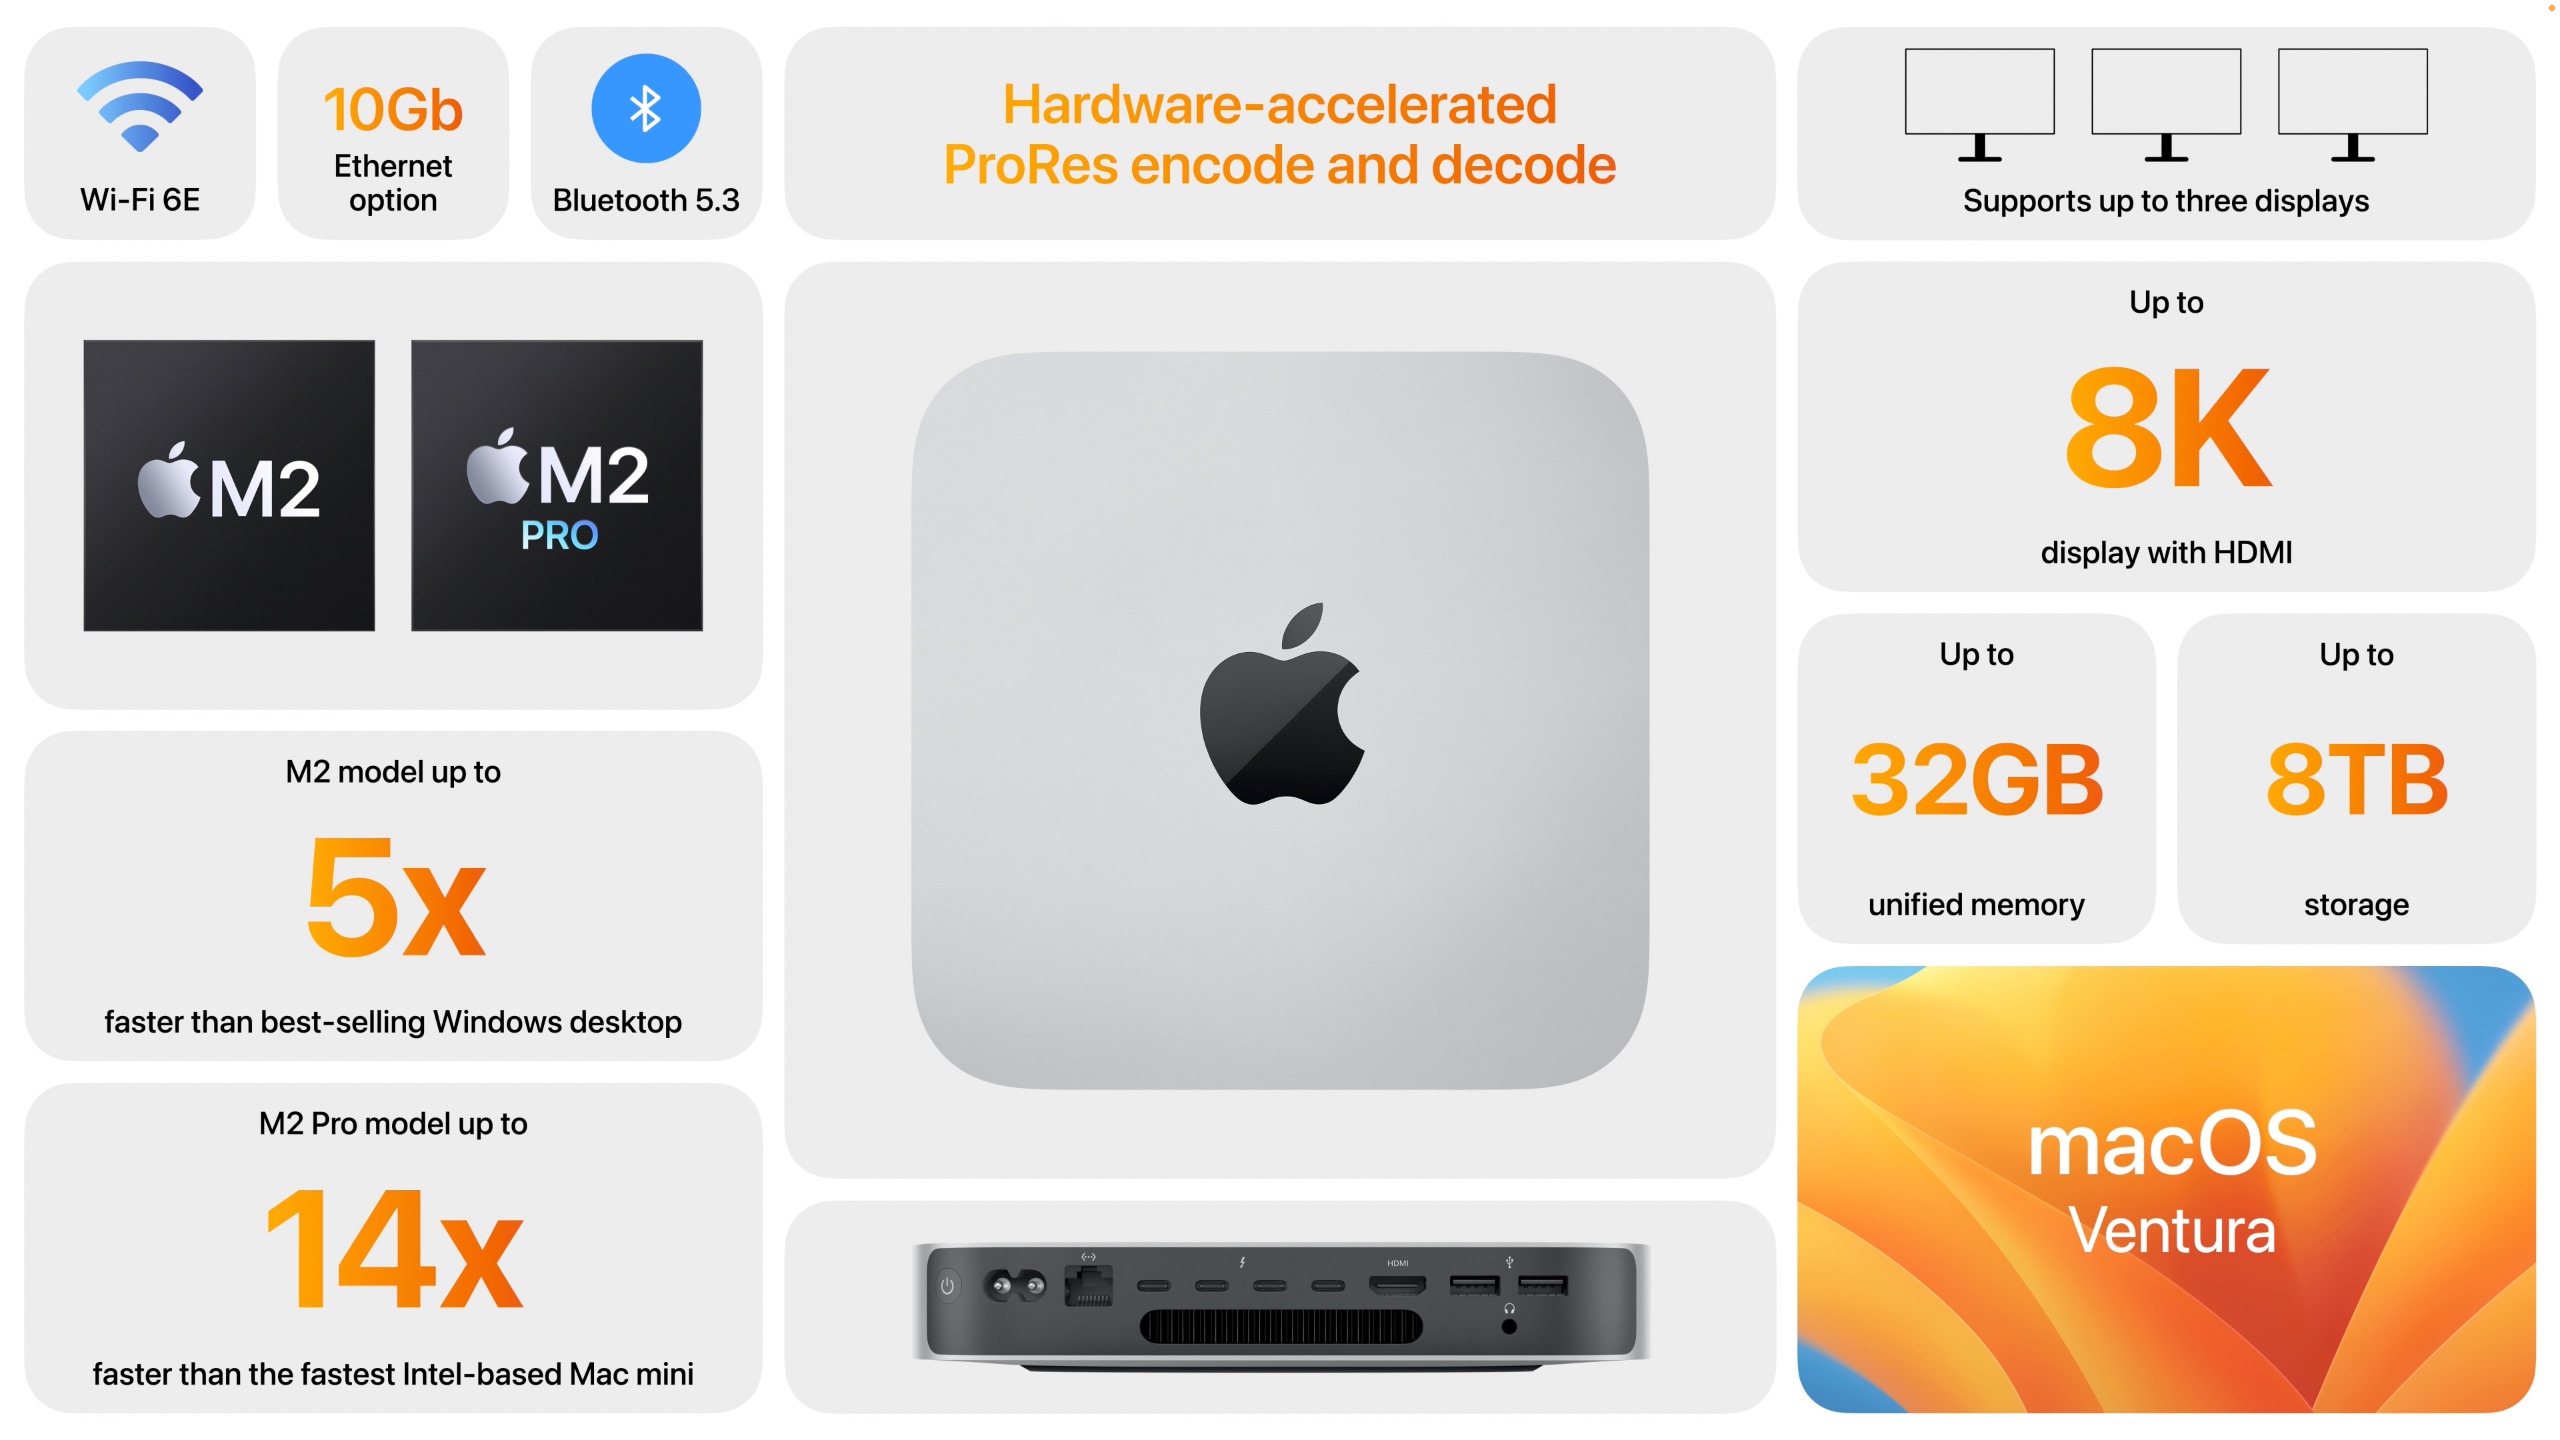 Wi-Fi 6E
10Gb
Ethernet
option
Bluetooth 5.3
Hardware-accelerated
ProRes encode and decode
Supports up to three displays
M2
M2
PRO
M2 model up to
5x
faster than best-selling Windows desktop
M2 Pro model up to
14x
faster than the fastest Intel-based Mac mini
HDMI
Up to
8K
display with HDMI
Up to
32GB
unified memory
Up to
8TB
storage
macOS
Ventura